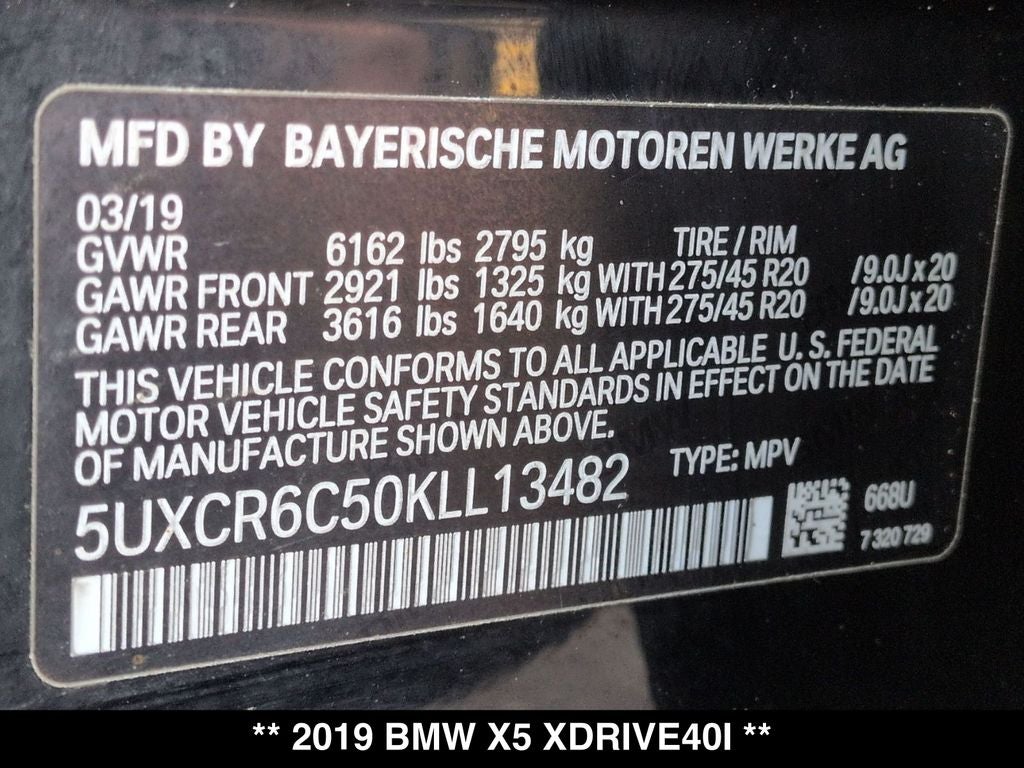 MFD BY BAYERISCHE MOTOREN WERKE AG
03/19
GVWR 6162 lbs 2795 kg TIRE / RIM
GAWR FRONT 2921 lbs 1325 kg WITH 275/45 R20 /9.0J x 20
GAWR REAR 3616 lbs 1640 kg WITH 275/45 R20 /9.0J x 20
THIS VEHICLE CONFORMS TO ALL APPLICABLE U. S. FEDERAL
MOTOR VEHICLE SAFETY STANDARDS IN EFFECT ON THE DATE
OF MANUFACTURE SHOWN ABOVE.
5UXCR6C50KLL13482 TYPE: MPV
668U
7 320 729
** 2019 BMW X5 XDRIVE40I **